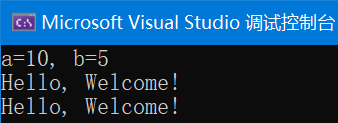 Microsoft Visual Studio 调试控制台
a=10, b=5
Hello, Welcome!
Hello, Welcome!